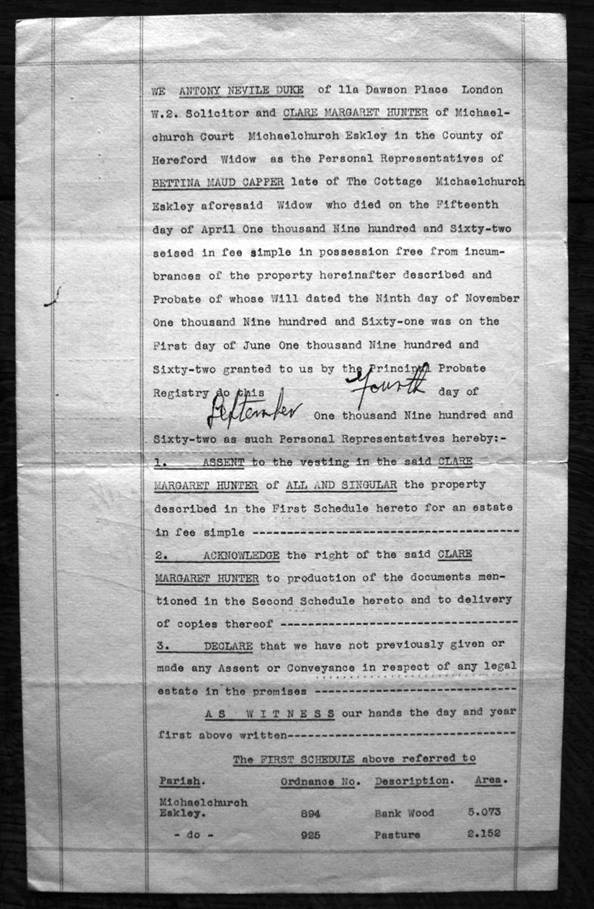 WE ANTONY NEVILE DUKE of 11a Dawson Place London
W.2. Solicitor and CLARE MARGARET HUNTER of Michael-
church Court Michaelchurch Eskley in the County of
Hereford Widow as the Personal Representatives of
BETTINA MAUD CAPPER late of The Cottage Michaelchurch
Eskley aforesaid Widow who died on the Fifteenth
day of April One thousand Nine hundred and Sixty-two
seised in fee simple in possession free from incum-
brances of the property hereinafter described and
Probate of whose Will dated the Ninth day of November
One thousand Nine hundred and Sixty-one was on the
First day of June One thousand Nine hundred and
Sixty-two granted to us by the Principal Probate
Registry do this fourth day of
September One thousand Nine hundred and
Sixty-two as such Personal Representatives hereby:-
1. ASSENT to the vesting in the said CLARE
MARGARET HUNTER of ALL AND SINGULAR the property
described in the First Schedule hereto for an estate
in fee simple -----------------------------------
2. ACKNOWLEDGE the right of the said CLARE
MARGARET HUNTER to production of the documents men-
tioned in the Second Schedule hereto and to delivery
of copies thereof -------------------------------
3. DECLARE that we have not previously given or
made any Assent or Conveyance in respect of any legal
estate in the premises --------------------------
AS WITNESS our hands the day and year
first above written------------------------------
The FIRST SCHEDULE above referred to
Parish. Ordnance No. Description. Area.
Michaelchurch
Eskley. 894 Bank Wood 5.073
- do - 925 Pasture 2.152